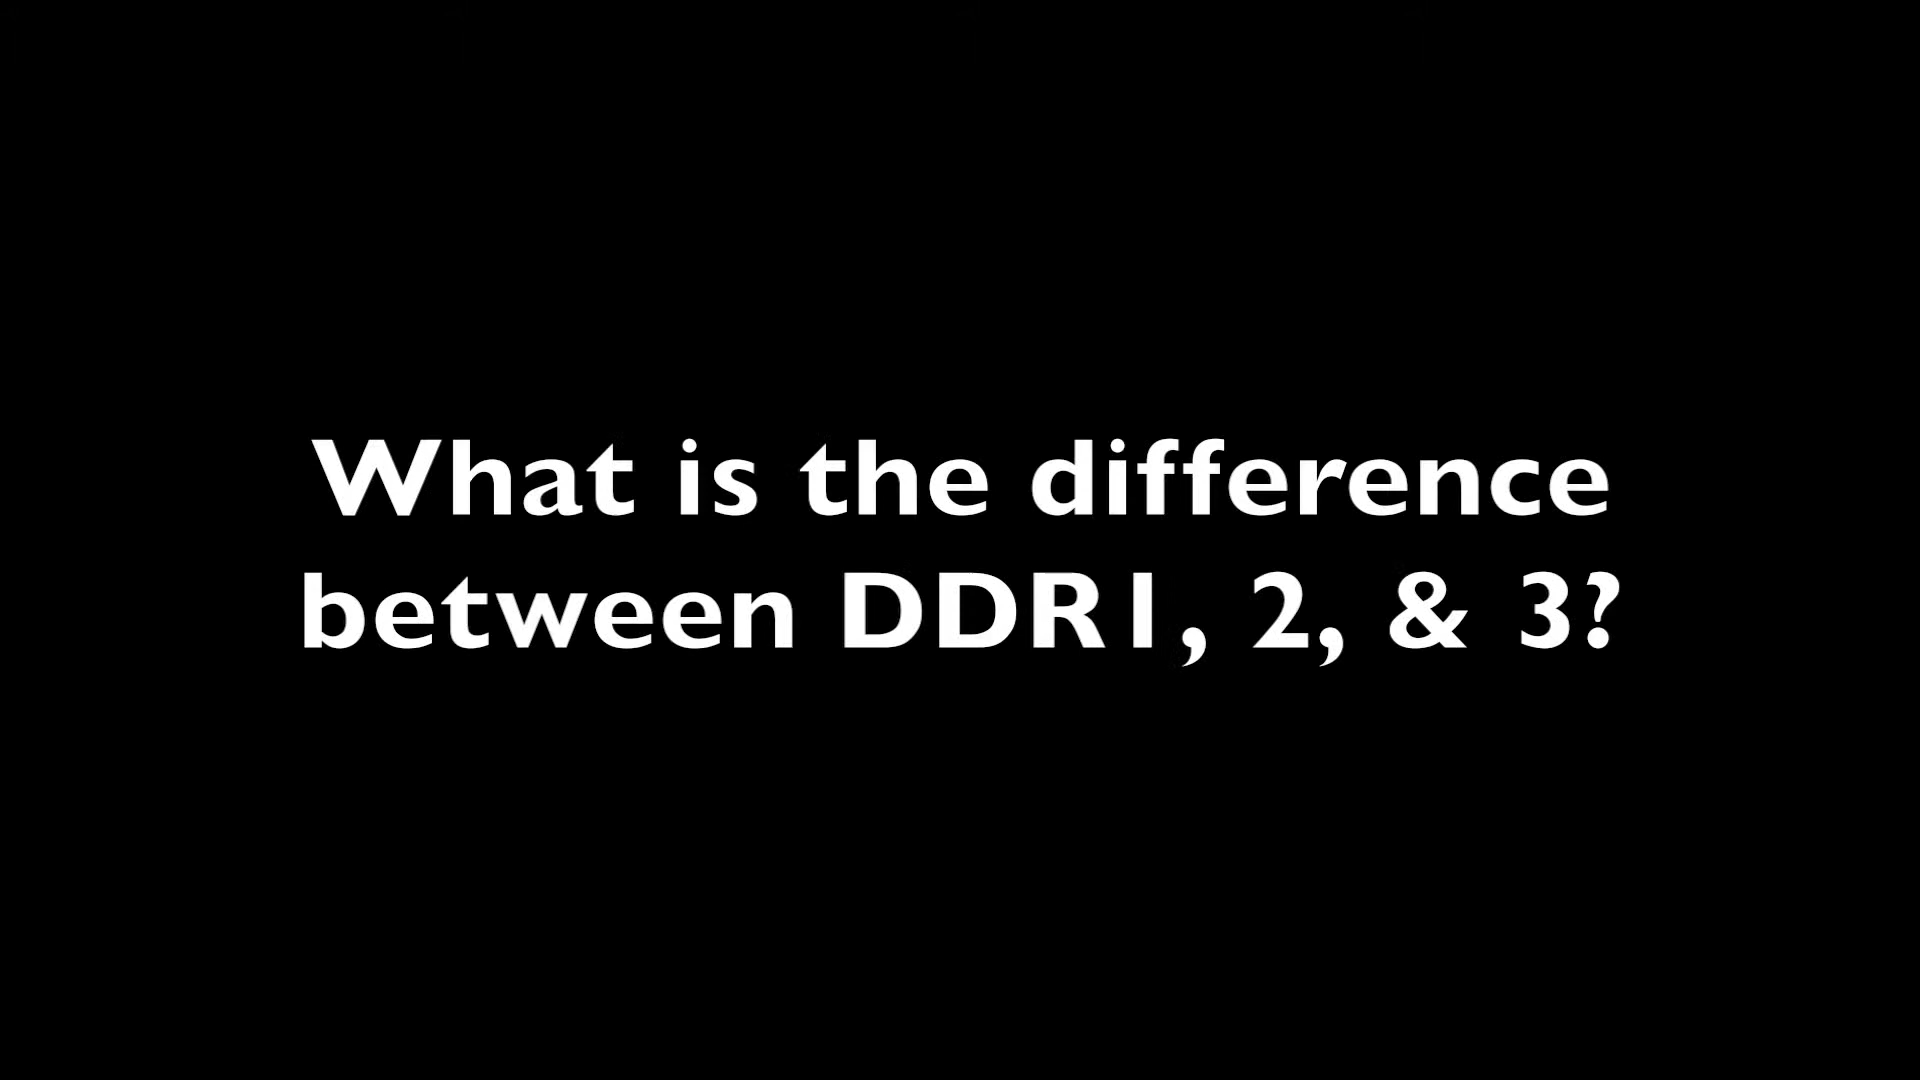 What is the difference
between DDR1, 2, & 3?